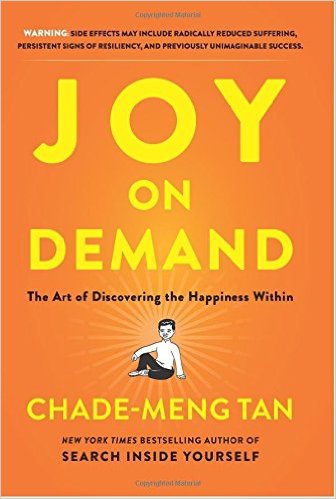 WARNING: SIDE EFFECTS MAY INCLUDE RADICALLY REDUCED SUFFERING,
PERSISTENT SIGNS OF RESILIENCY, AND PREVIOUSLY UNIMAGINABLE SUCCESS.
JOY
ON
DEMAND
The Art of Discovering the Happiness Within
CHADE-MENG TAN
NEW YORK TIMES BESTSELLING AUTHOR OF
SEARCH INSIDE YOURSELF